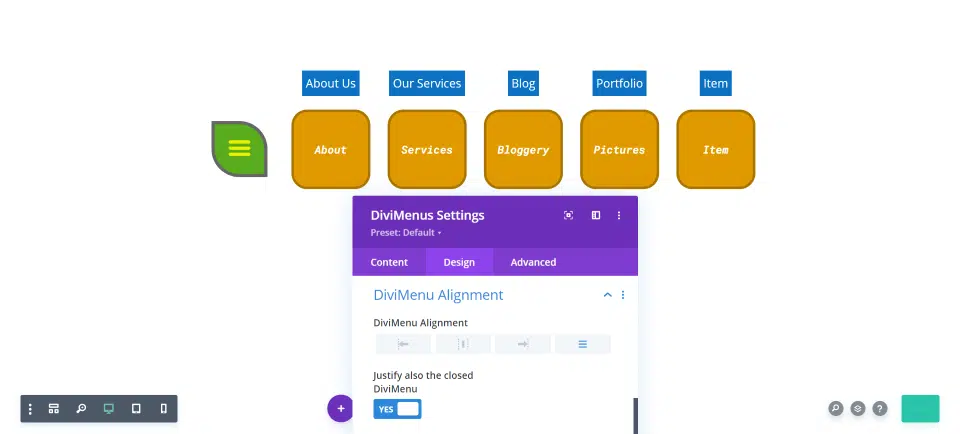 About Us Our Services Blog Portfolio Item
About Services Bloggery Pictures Item
DiviMenus Settings
Preset: Default
Content Design Advanced
DiviMenu Alignment
DiviMenu Alignment
Justify also the closed
DiviMenu
YES